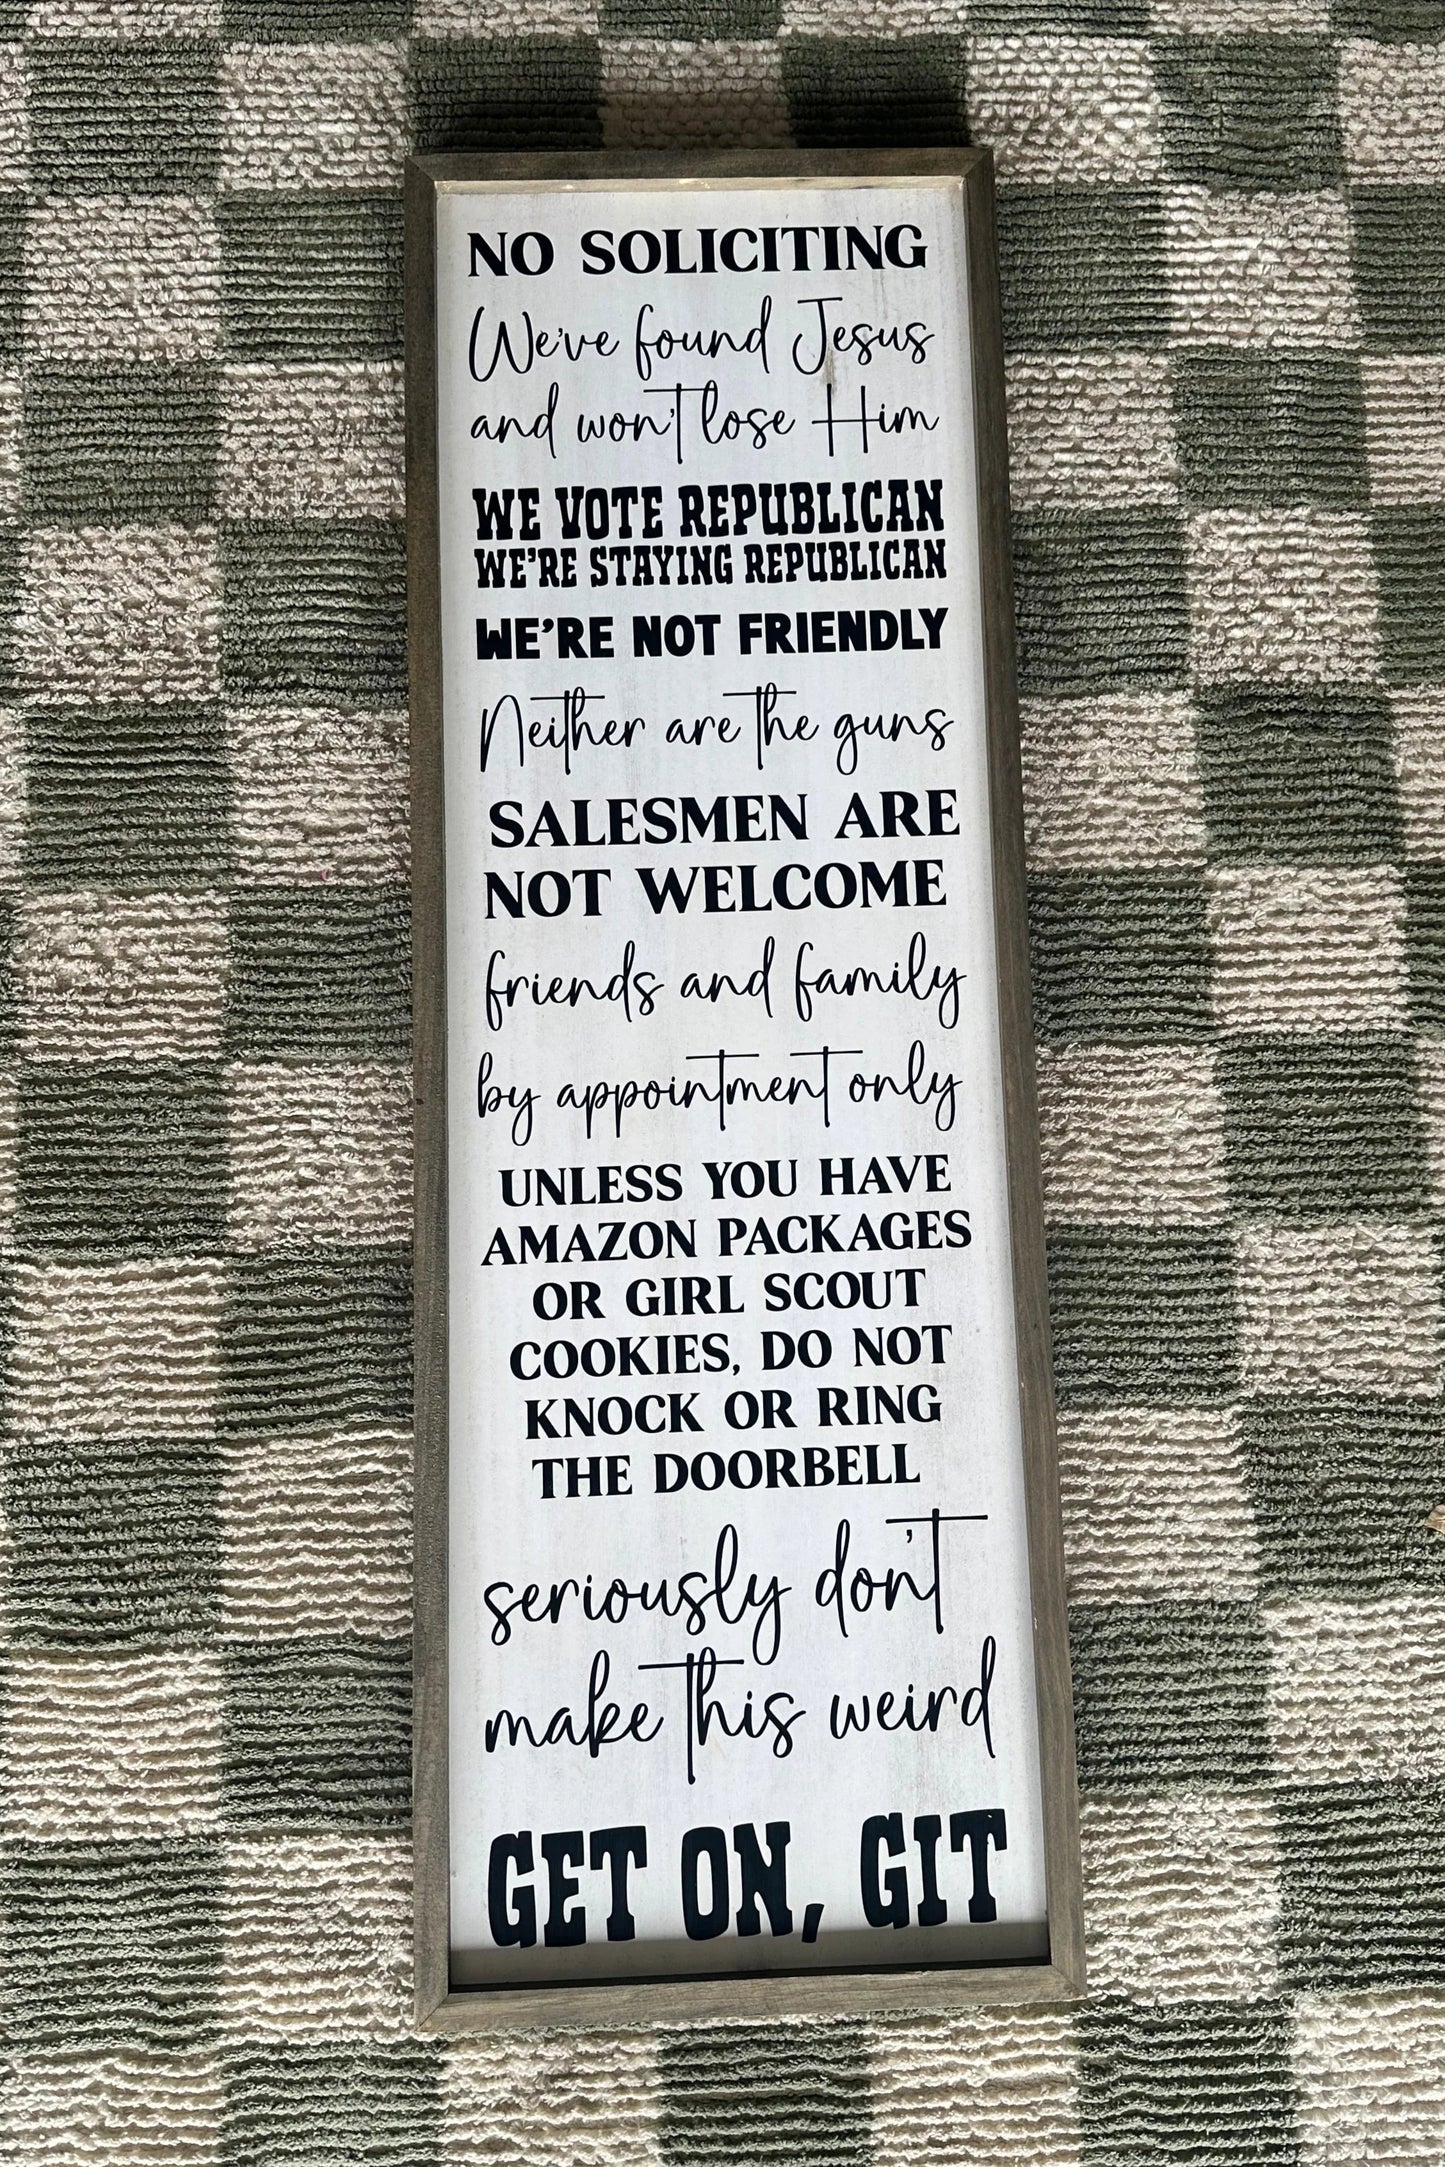 NO SOLICITING
We've found Jesus
and won't lose Him
WE VOTE REPUBLICAN
WE'RE STAYING REPUBLICAN
WE'RE NOT FRIENDLY
Neither are the guns
SALESMEN ARE
NOT WELCOME
friends and family
by appointment only
UNLESS YOU HAVE
AMAZON PACKAGES
OR GIRL SCOUT
COOKIES, DO NOT
KNOCK OR RING
THE DOORBELL
seriously don't
make this weird
GET ON, GIT